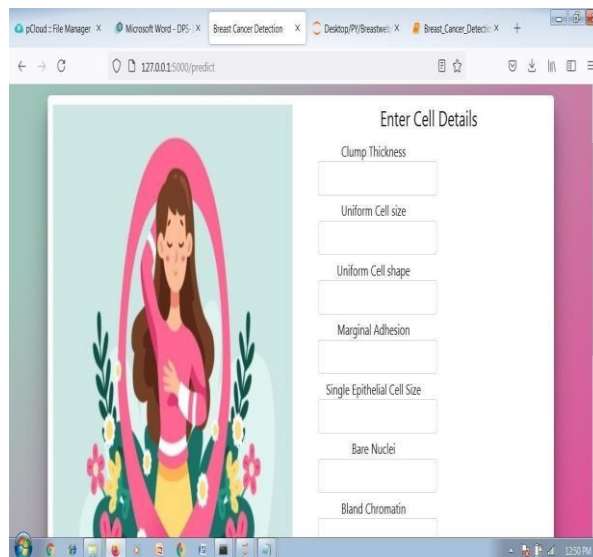 pCloud :: File Manager
Microsoft Word - DPS-
Breast Cancer Detection
Desktop/PY/Breastweb
Breast_Cancer_Detectio
127.0.0.1:5000/predict
Enter Cell Details
Clump Thickness
Uniform Cell size
Uniform Cell shape
Marginal Adhesion
Single Epithelial Cell Size
Bare Nuclei
Bland Chromatin
12:50 PM